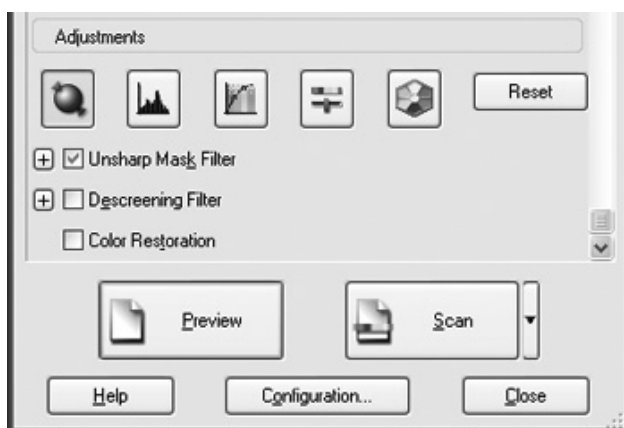 Adjustments
Reset
Unsharp Mask Filter
Descreening Filter
Color Restoration
Preview
Scan
Help
Configuration...
Close